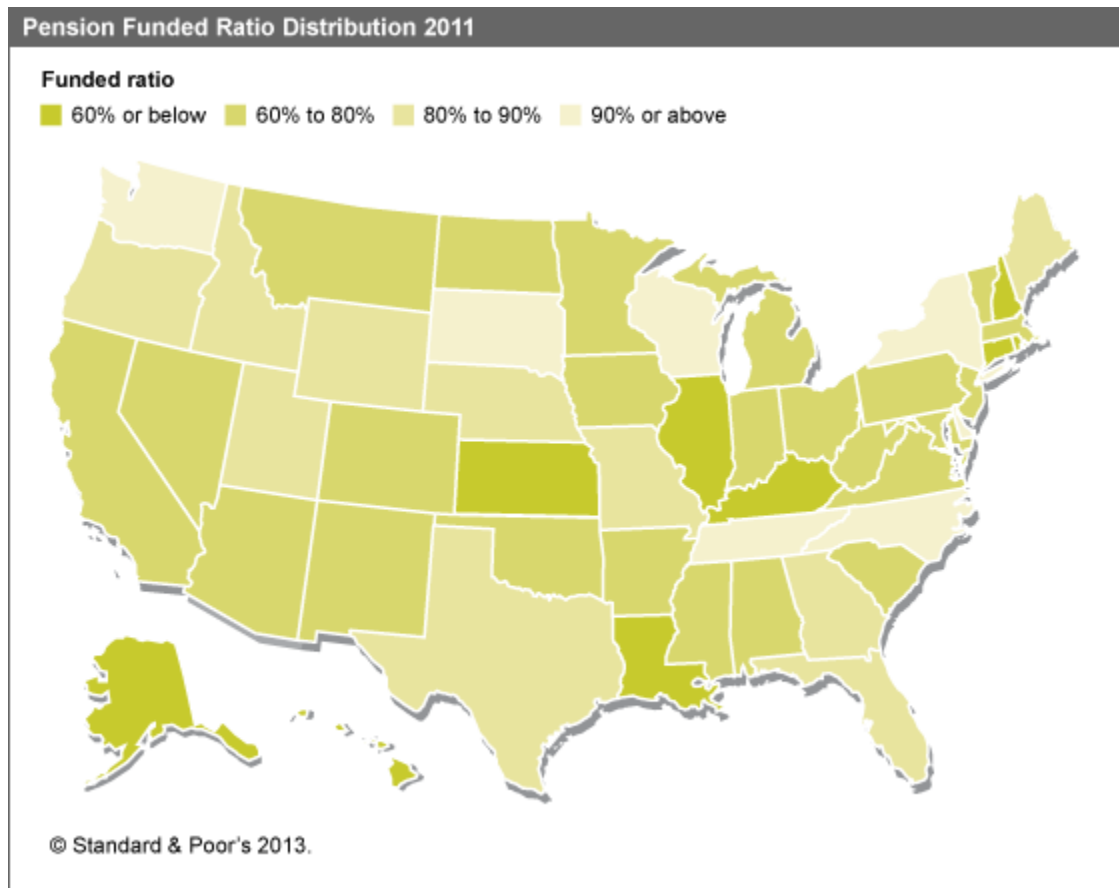 Pension Funded Ratio Distribution 2011
Funded ratio
60% or below 60% to 80% 80% to 90% 90% or above
© Standard & Poor's 2013.